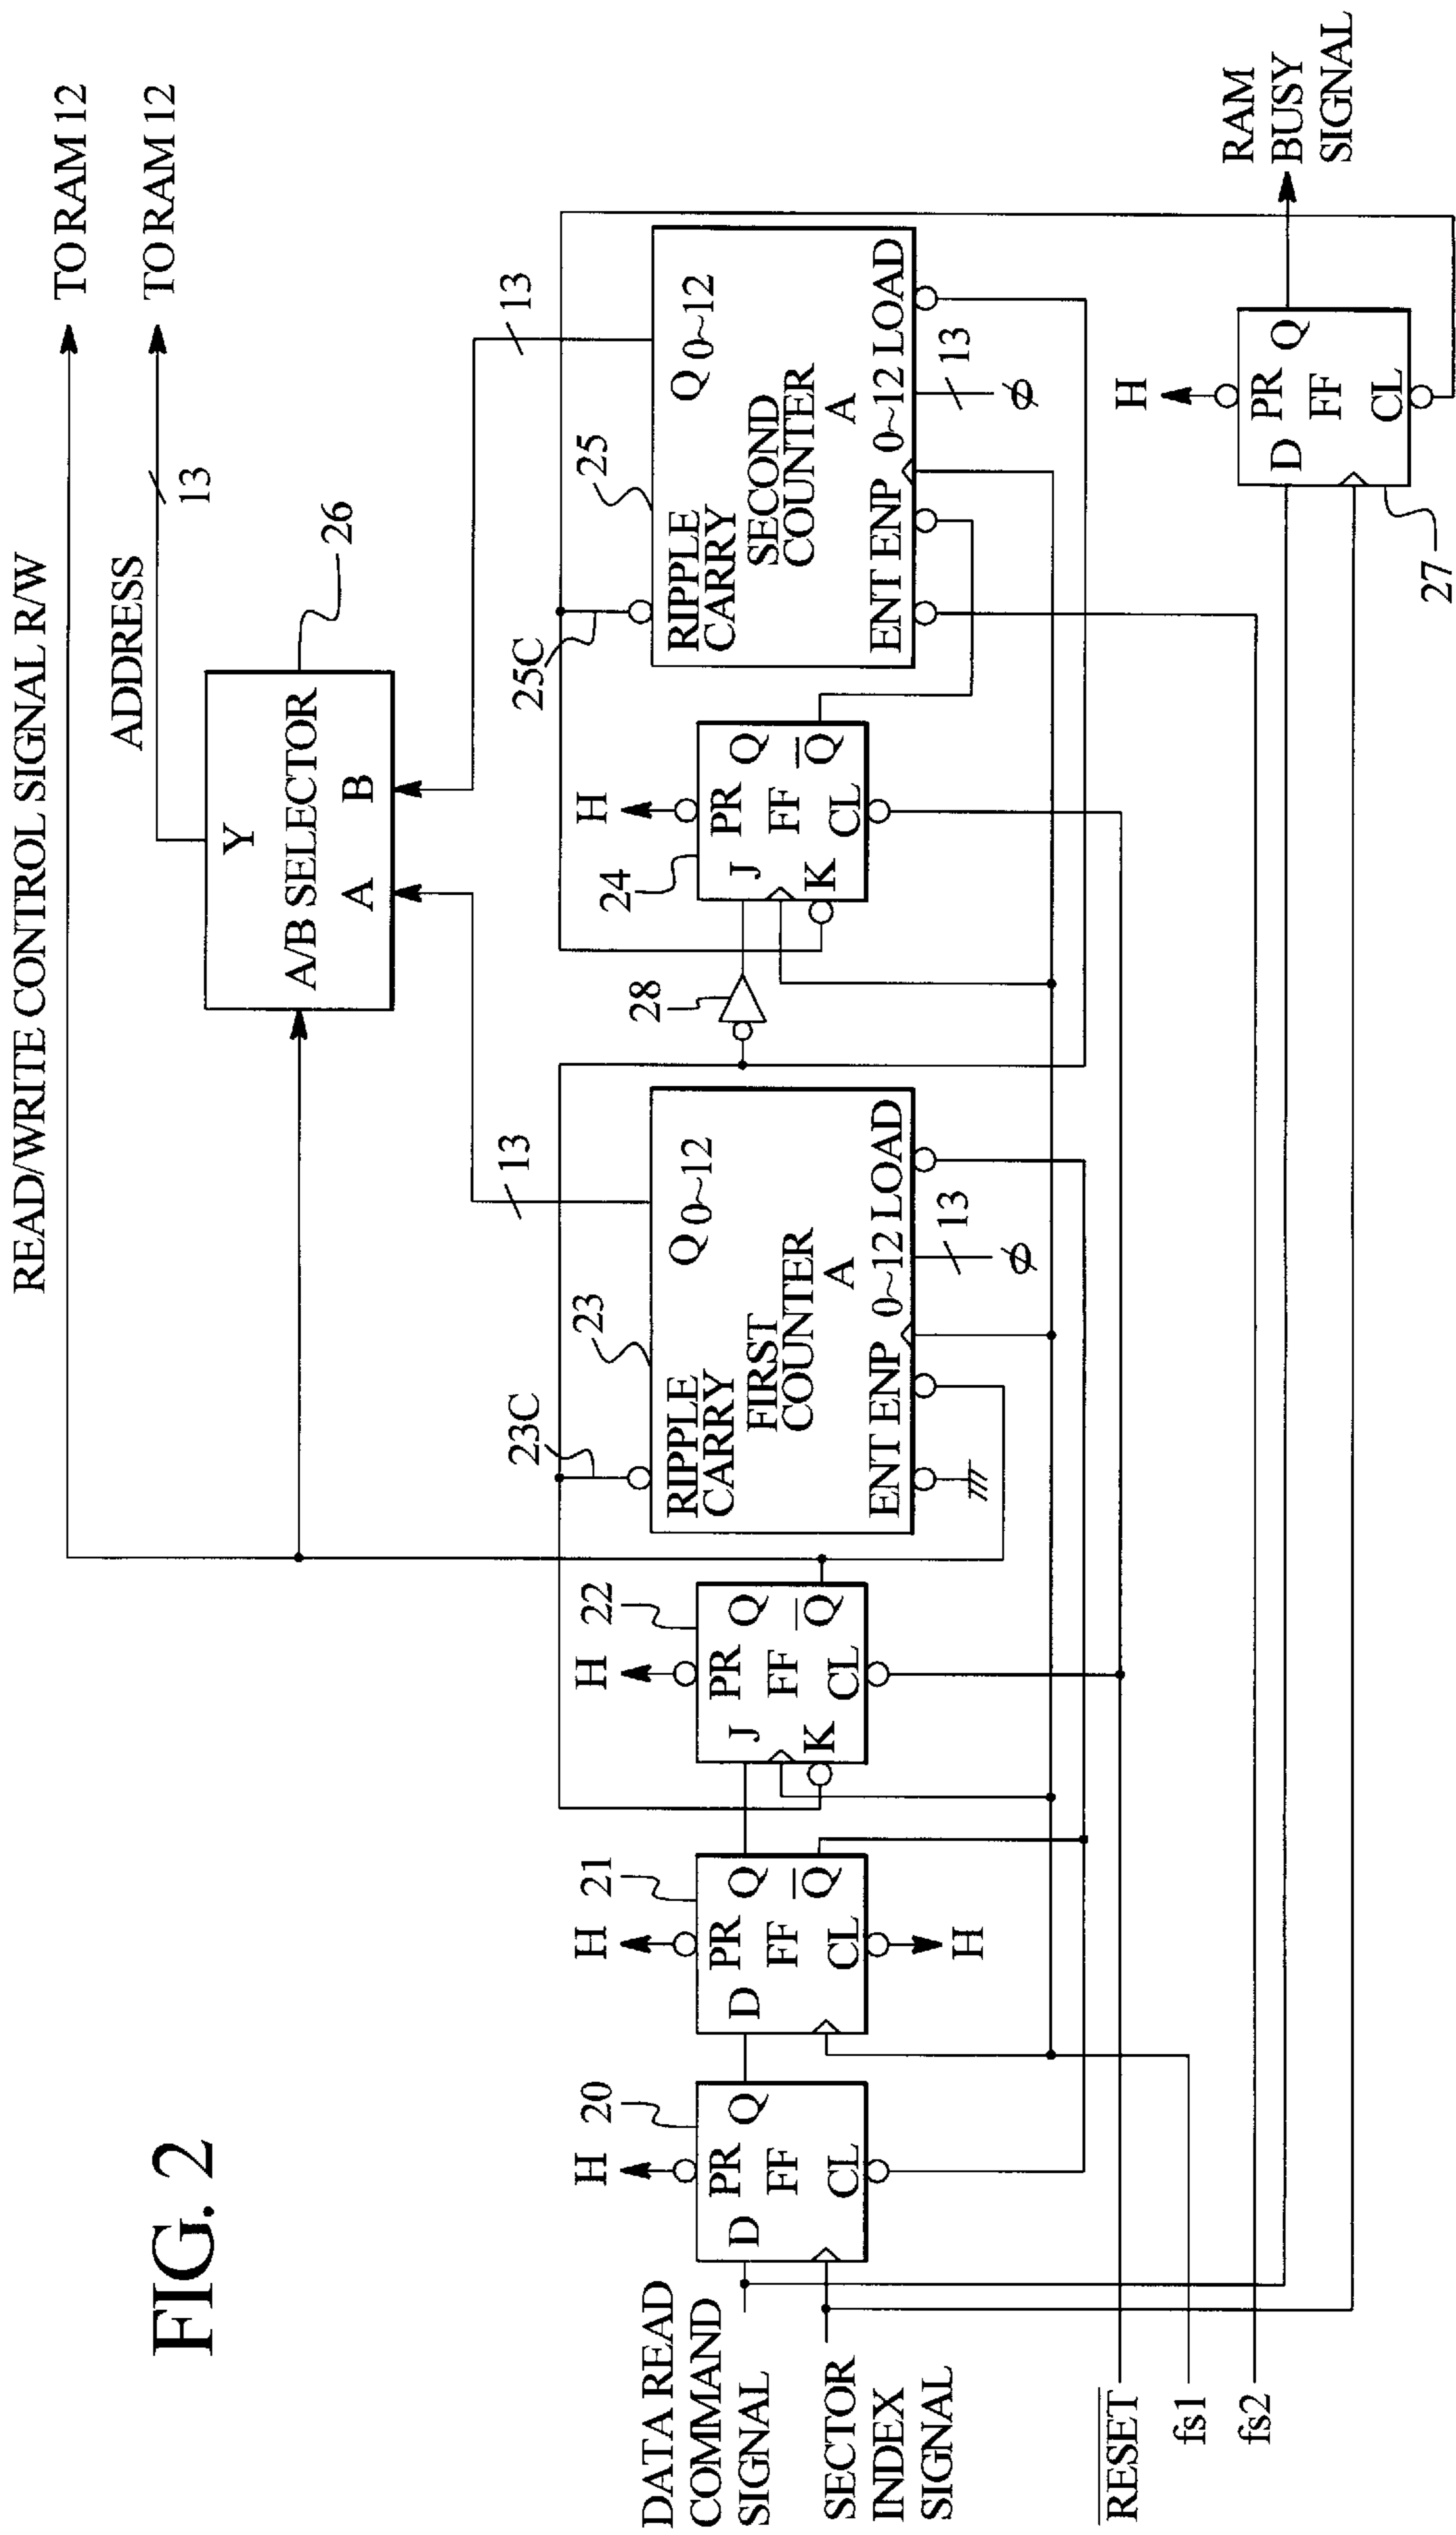 FIG. 2
READ/WRITE CONTROL SIGNAL R/W
TO RAM 12
ADDRESS
13
TO RAM 12
Y
A/B SELECTOR
A B
26
DATA READ
COMMAND
SIGNAL
SECTOR
INDEX
SIGNAL
RESET
fs1
fs2
H
20
D PR Q
FF
CL
H
21
D PR Q
FF
CL Q
H
H
22
J PR Q
FF
K CL Q
23C
23
13
RIPPLE
CARRY
Q 0~12
FIRST
COUNTER
A
ENT ENP 0~12 LOAD
13
ϕ
28
24
H
J PR Q
FF
K CL Q
25C
25
13
RIPPLE
CARRY
Q 0~12
SECOND
COUNTER
A
ENT ENP 0~12 LOAD
13
ϕ
H
D PR Q
FF
CL
27
RAM
BUSY
SIGNAL